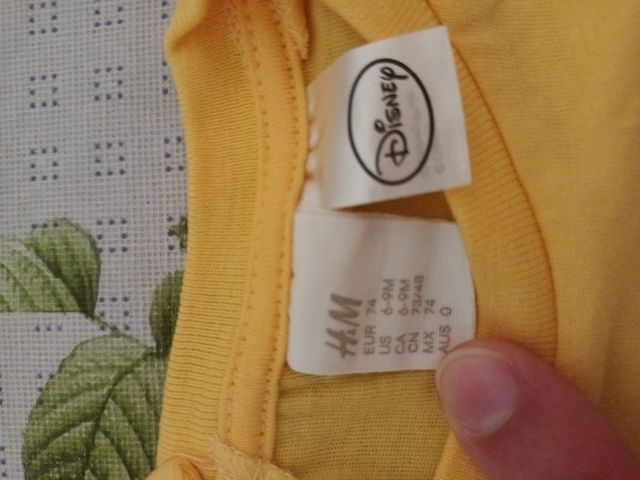 Disney
H&M
EUR 74
US 6-9M
CA 6-9M
CN 73/48
MX 74
AUS 0